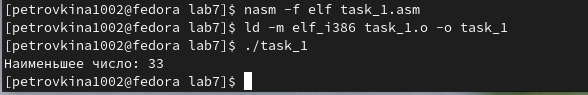 [petrovkina1002@fedora lab7]$ nasm -f elf task_1.asm
[petrovkina1002@fedora lab7]$ ld -m elf_i386 task_1.o -o task_1
[petrovkina1002@fedora lab7]$ ./task_1
Наименьшее число: 33
[petrovkina1002@fedora lab7]$